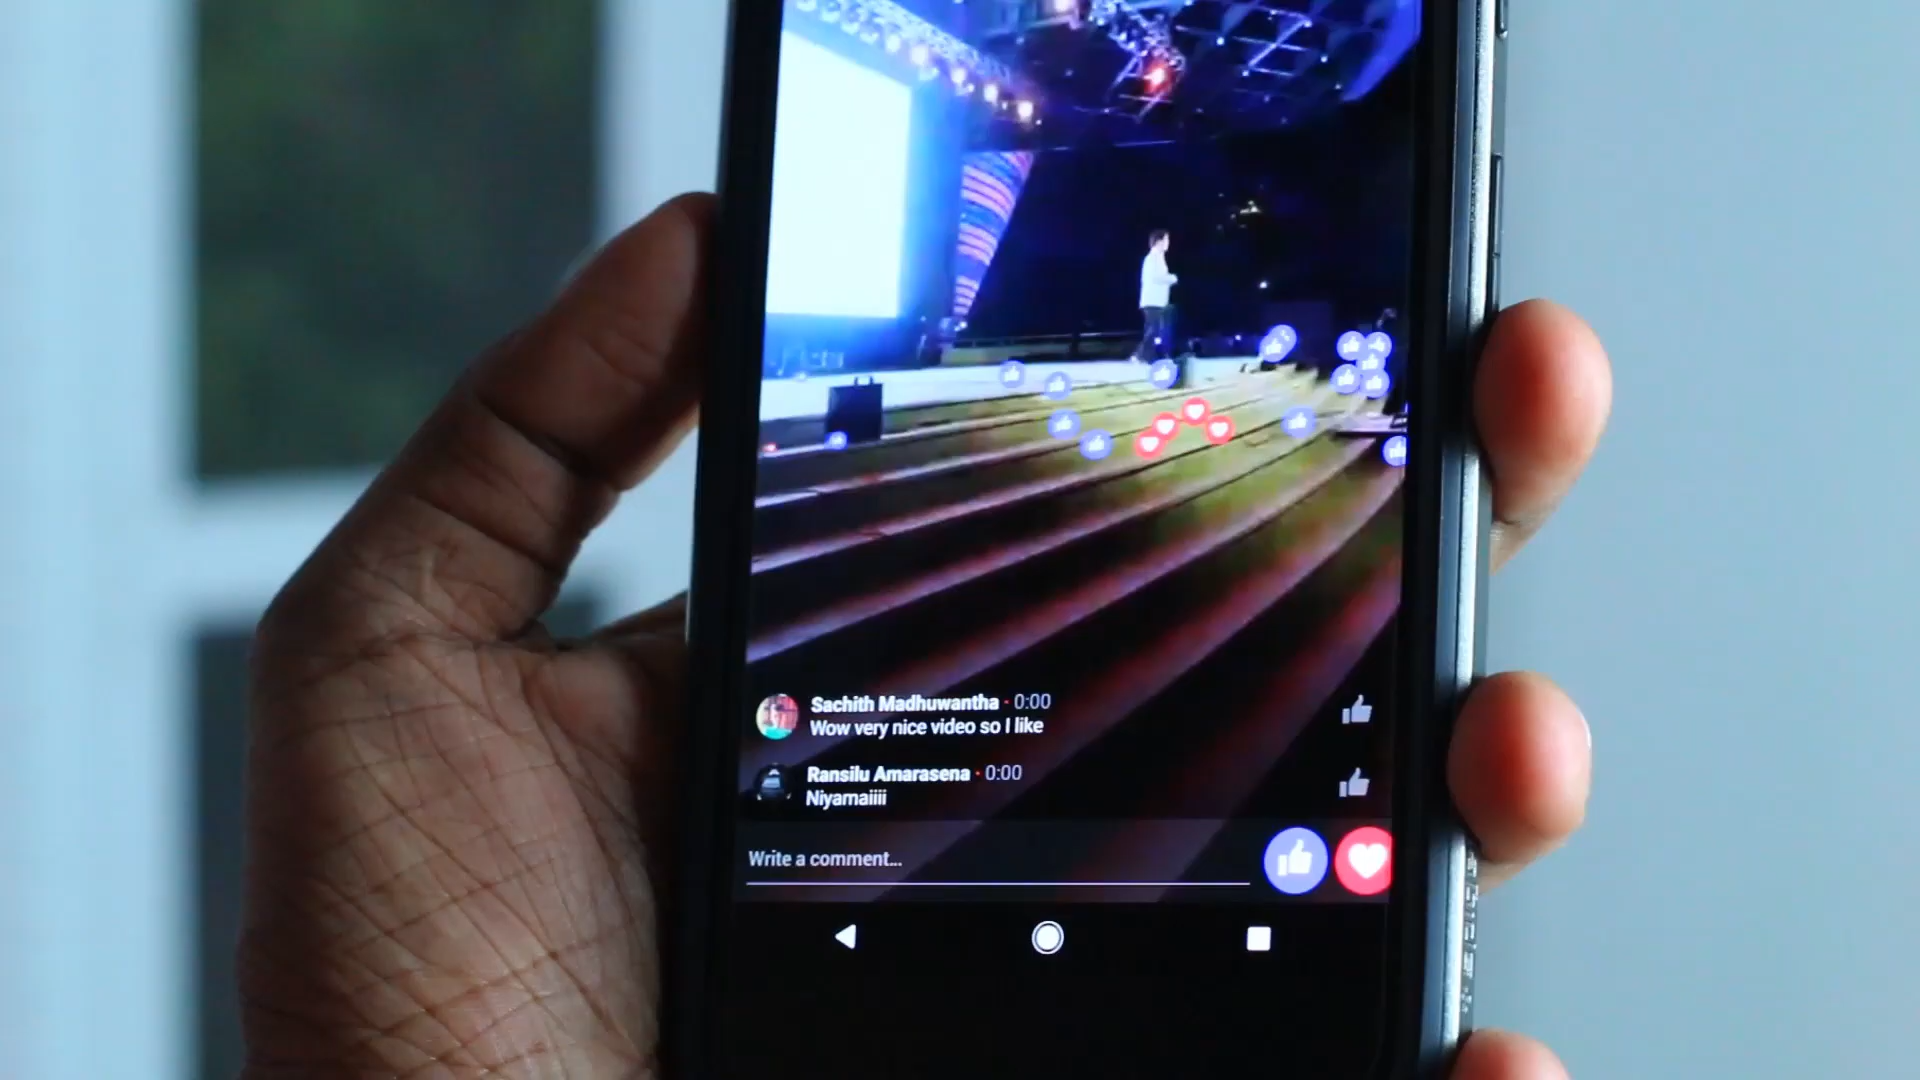 Sachith Madhuwantha · 0:00
Wow very nice video so I like
Ransilu Amarasena · 0:00
Niyamaiiii
Write a comment...